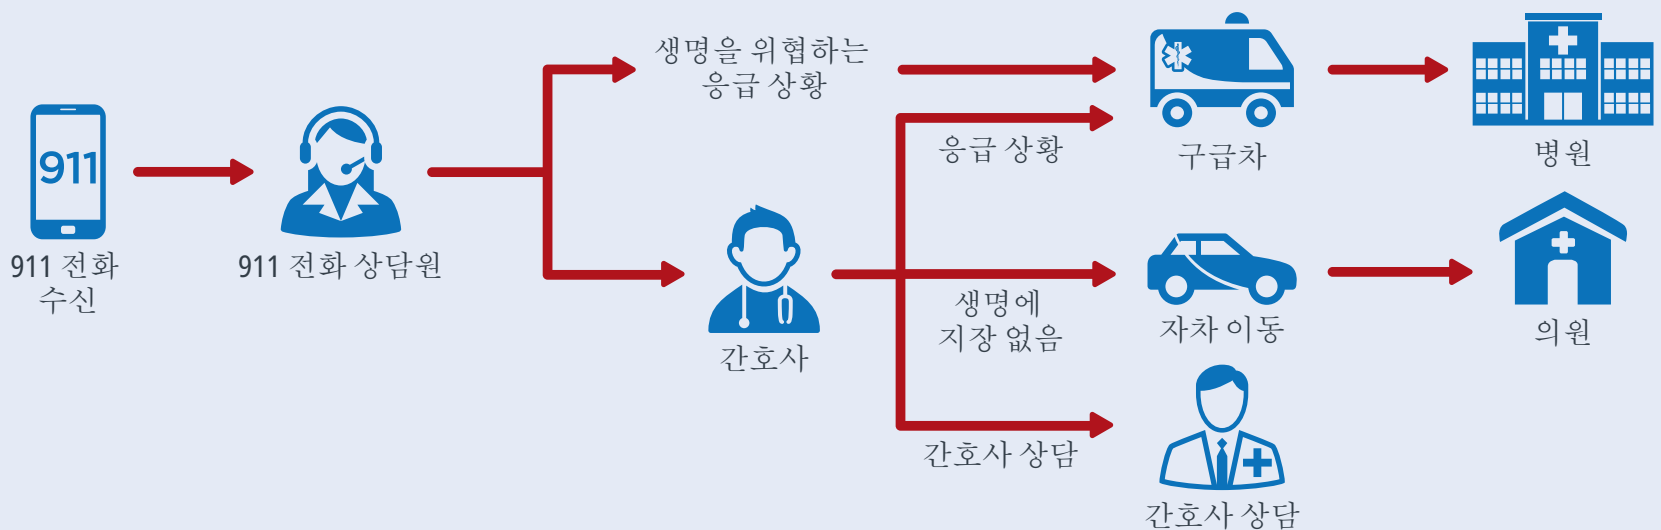 911
911 전화
수신
911 전화 상담원
생명을 위협하는
응급 상황
간호사
응급 상황
생명에
지장 없음
간호사 상담
구급차
병원
자차 이동
의원
간호사 상담